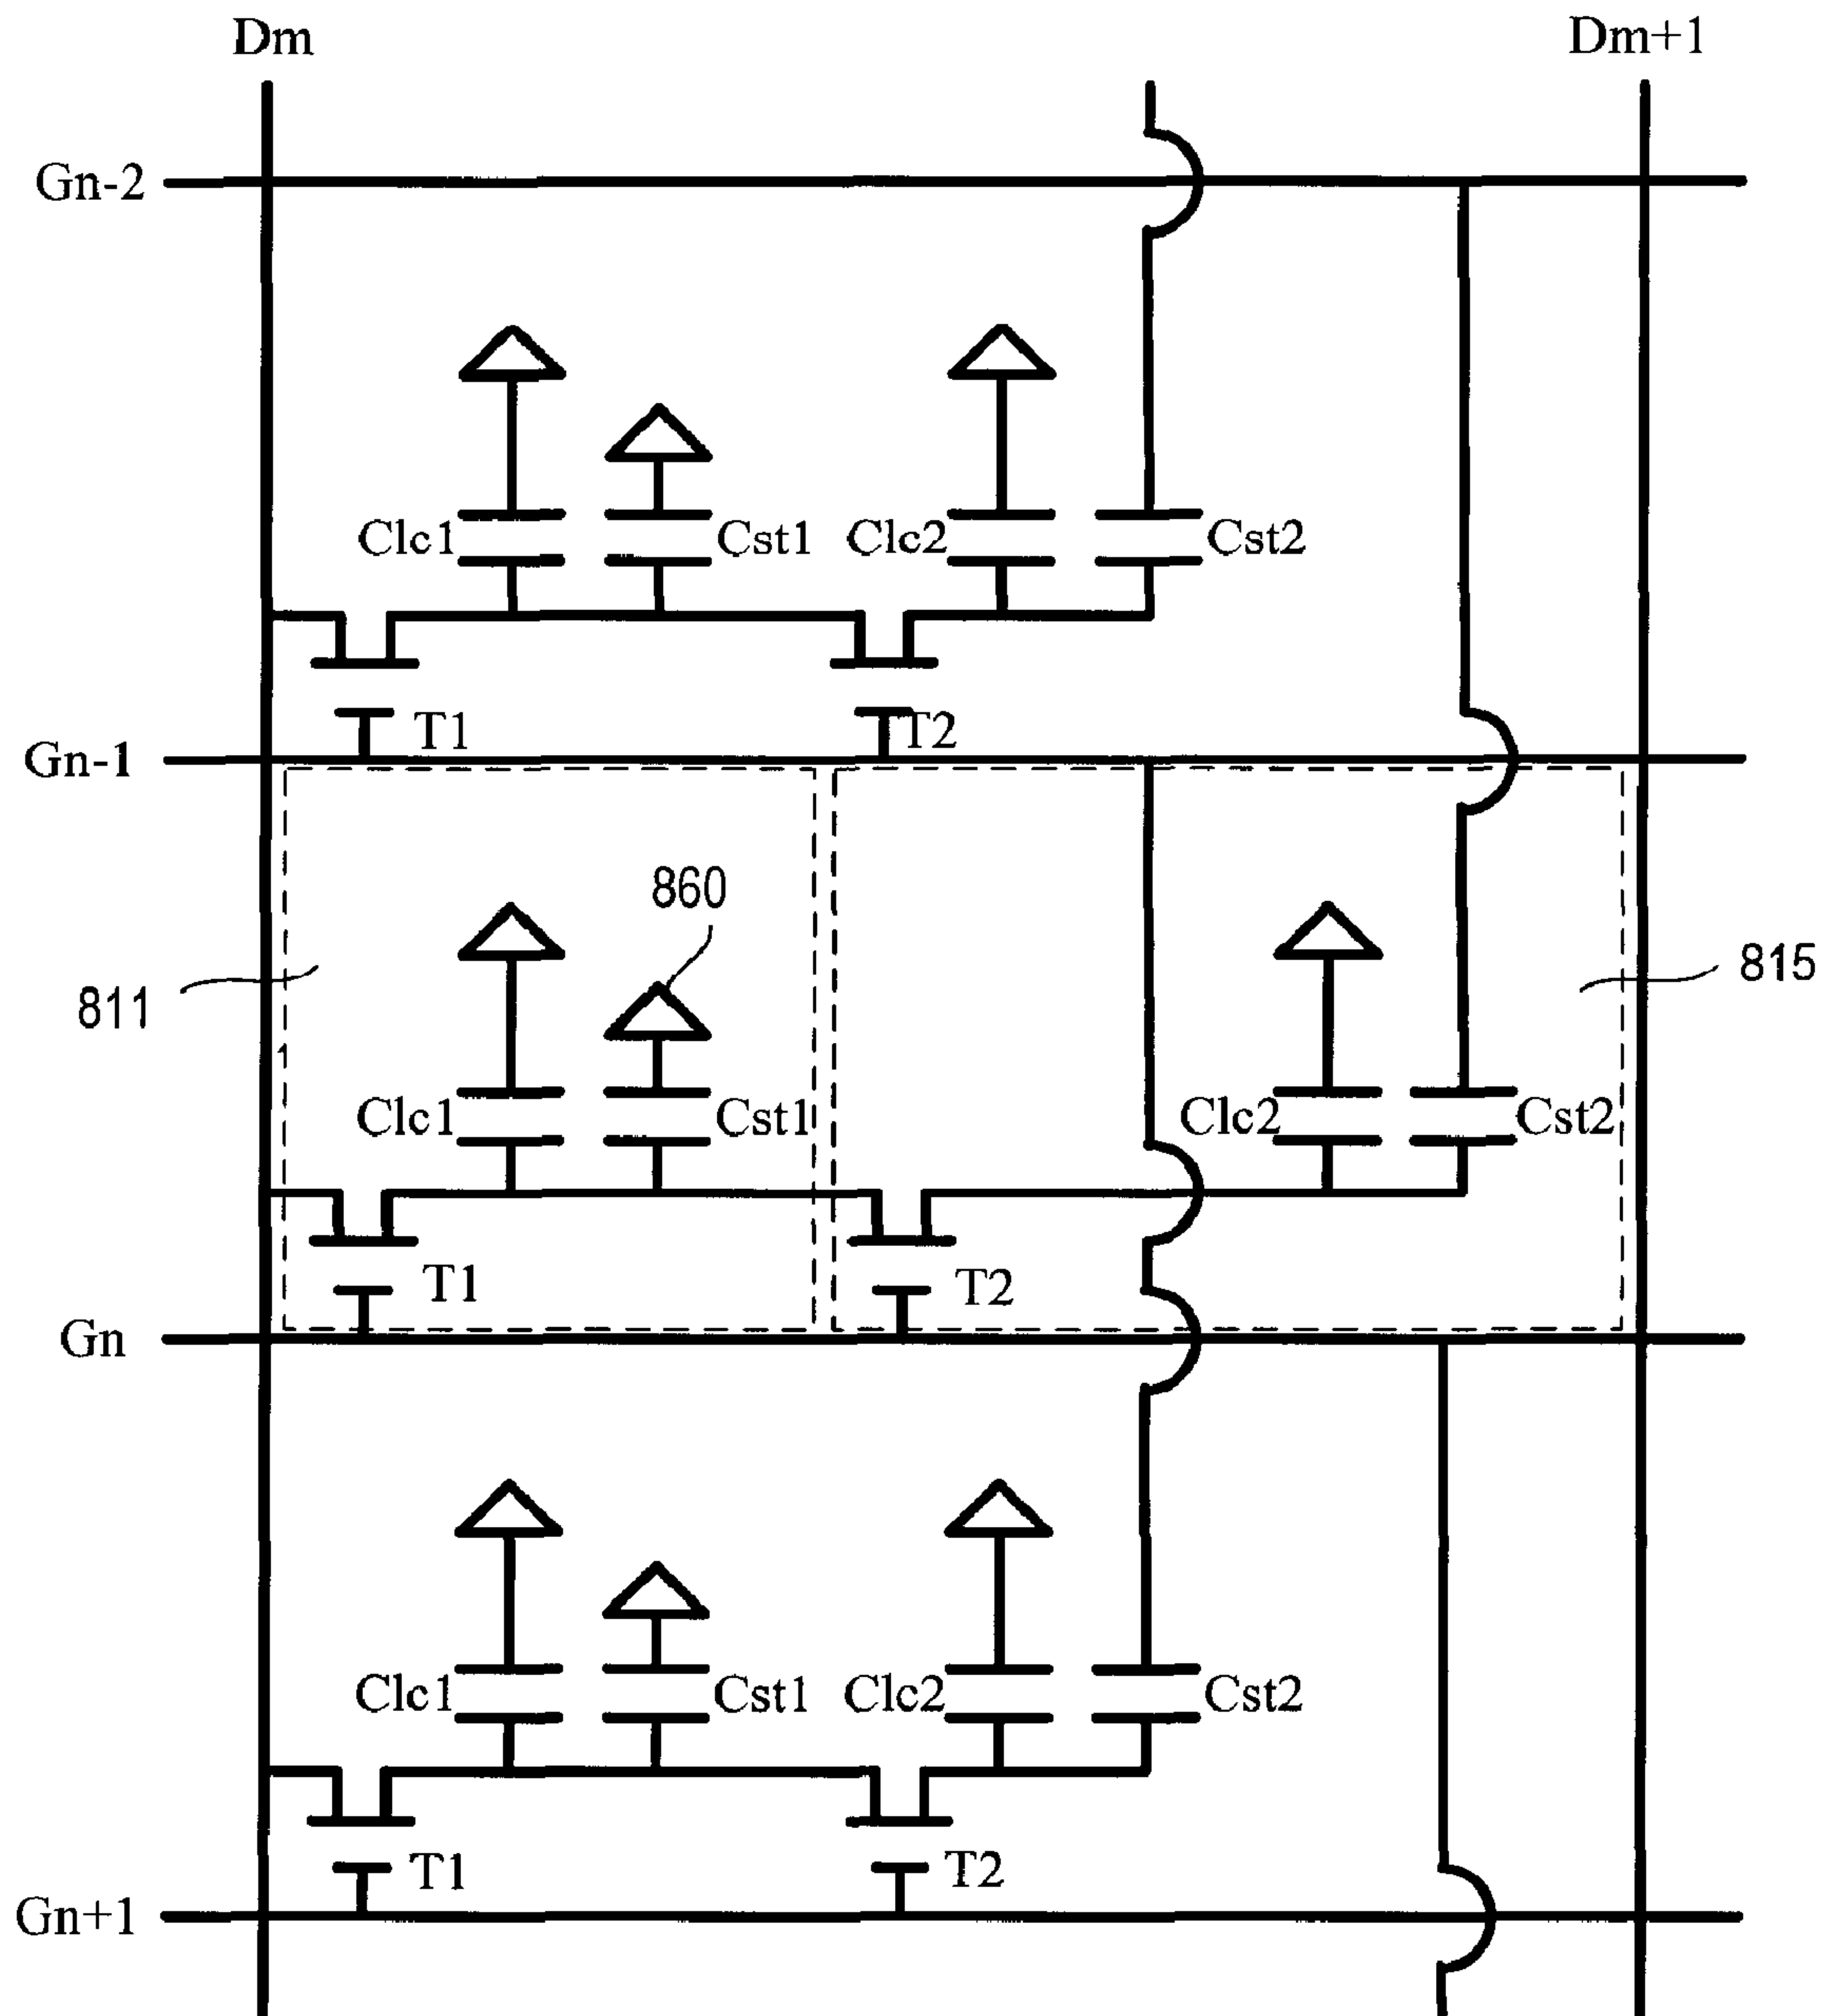 Dm
Dm+1
Gn-2
Clc1
Cst1
Clc2
Cst2
T1
T2
Gn-1
860
811
815
Clc1
Cst1
Clc2
Cst2
T1
T2
Gn
Clc1
Cst1
Clc2
Cst2
T1
T2
Gn+1